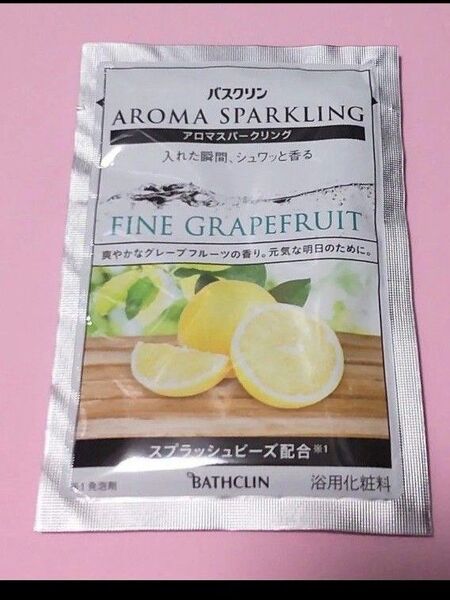 バスクリン
AROMA SPARKLING
アロマスパークリング
入れた瞬間、シュワッと香る
FINE GRAPEFRUIT
爽やかなグレープフルーツの香り。元気な明日のために。
スプラッシュビーズ配合※1
※1発泡剤
BATHCLIN
浴用化粧料